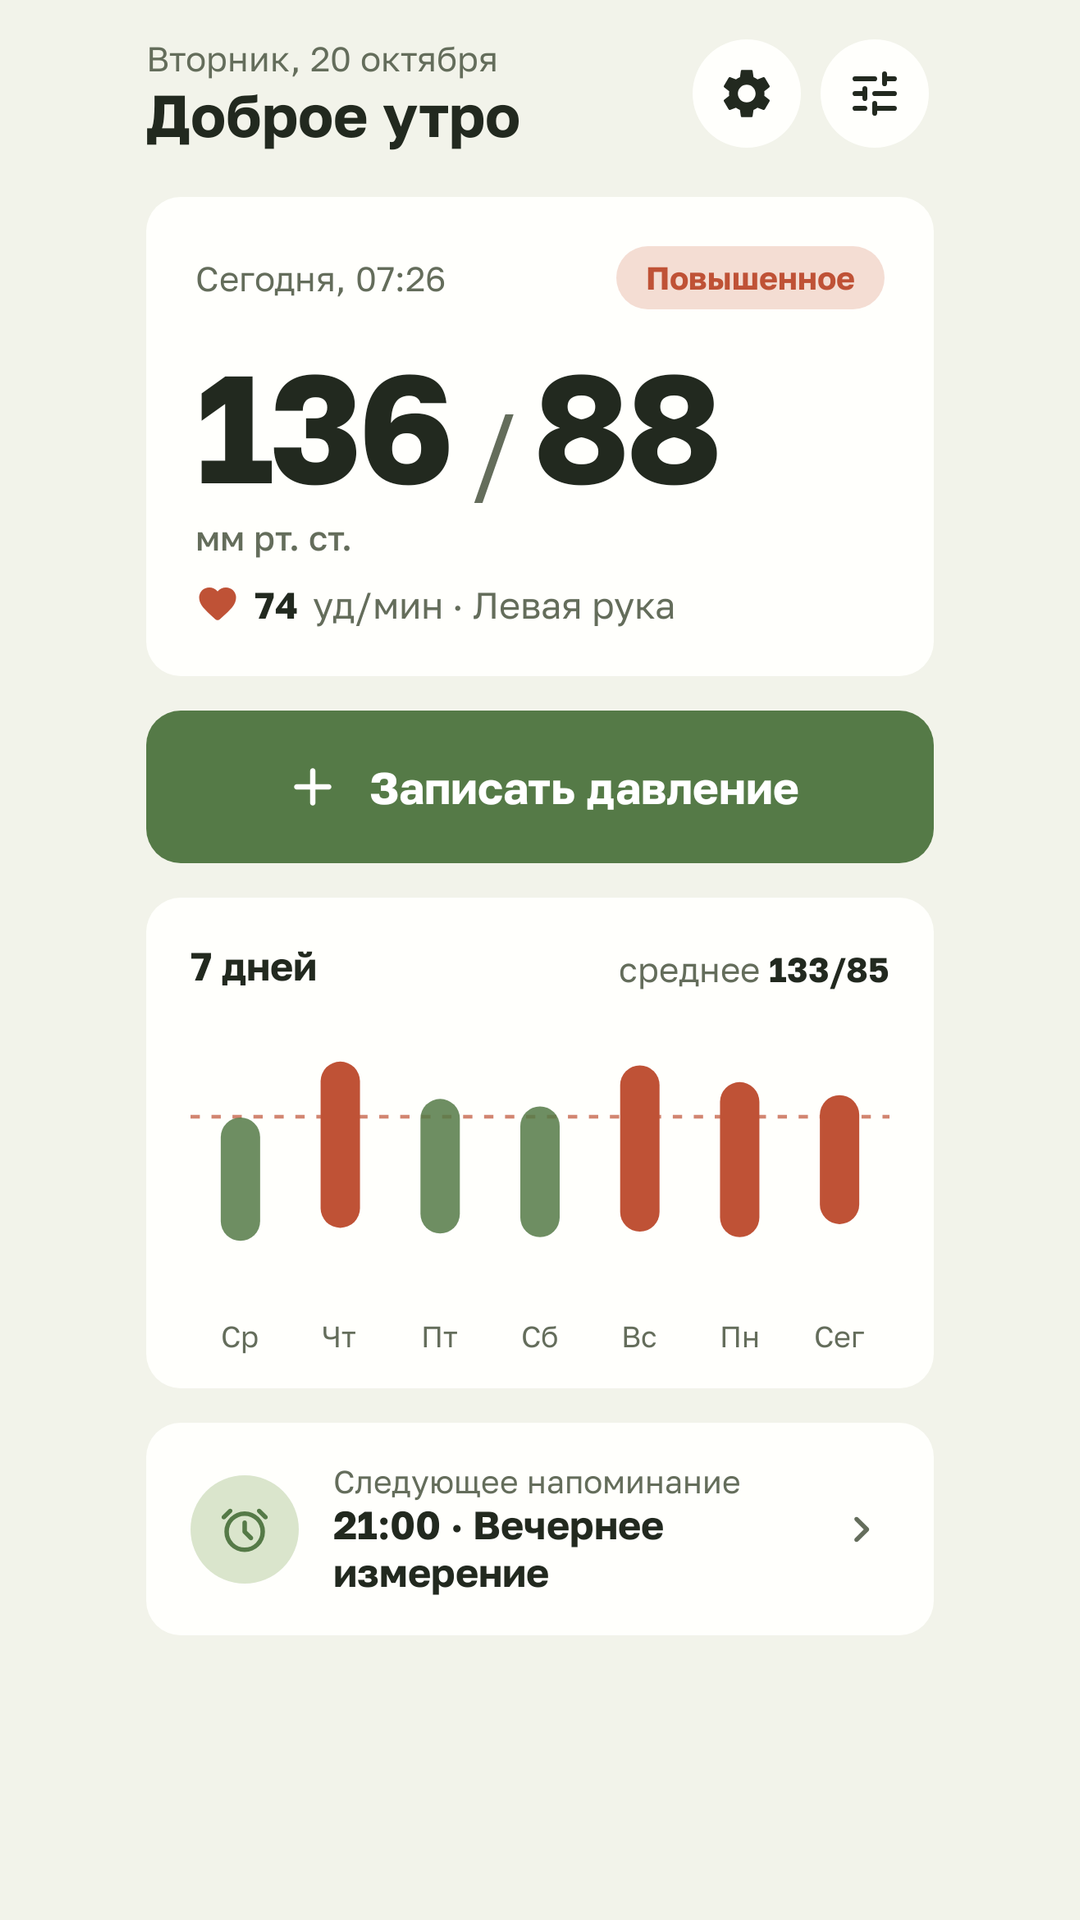 Вторник, 20 октября
Доброе утро
Сегодня, 07:26
Повышенное
136 / 88
мм рт. ст.
74 уд/мин · Левая рука
Записать давление
7 дней
среднее 133/85
Ср Чт Пт Сб Вс Пн Сег
Следующее напоминание
21:00 · Вечернее
измерение